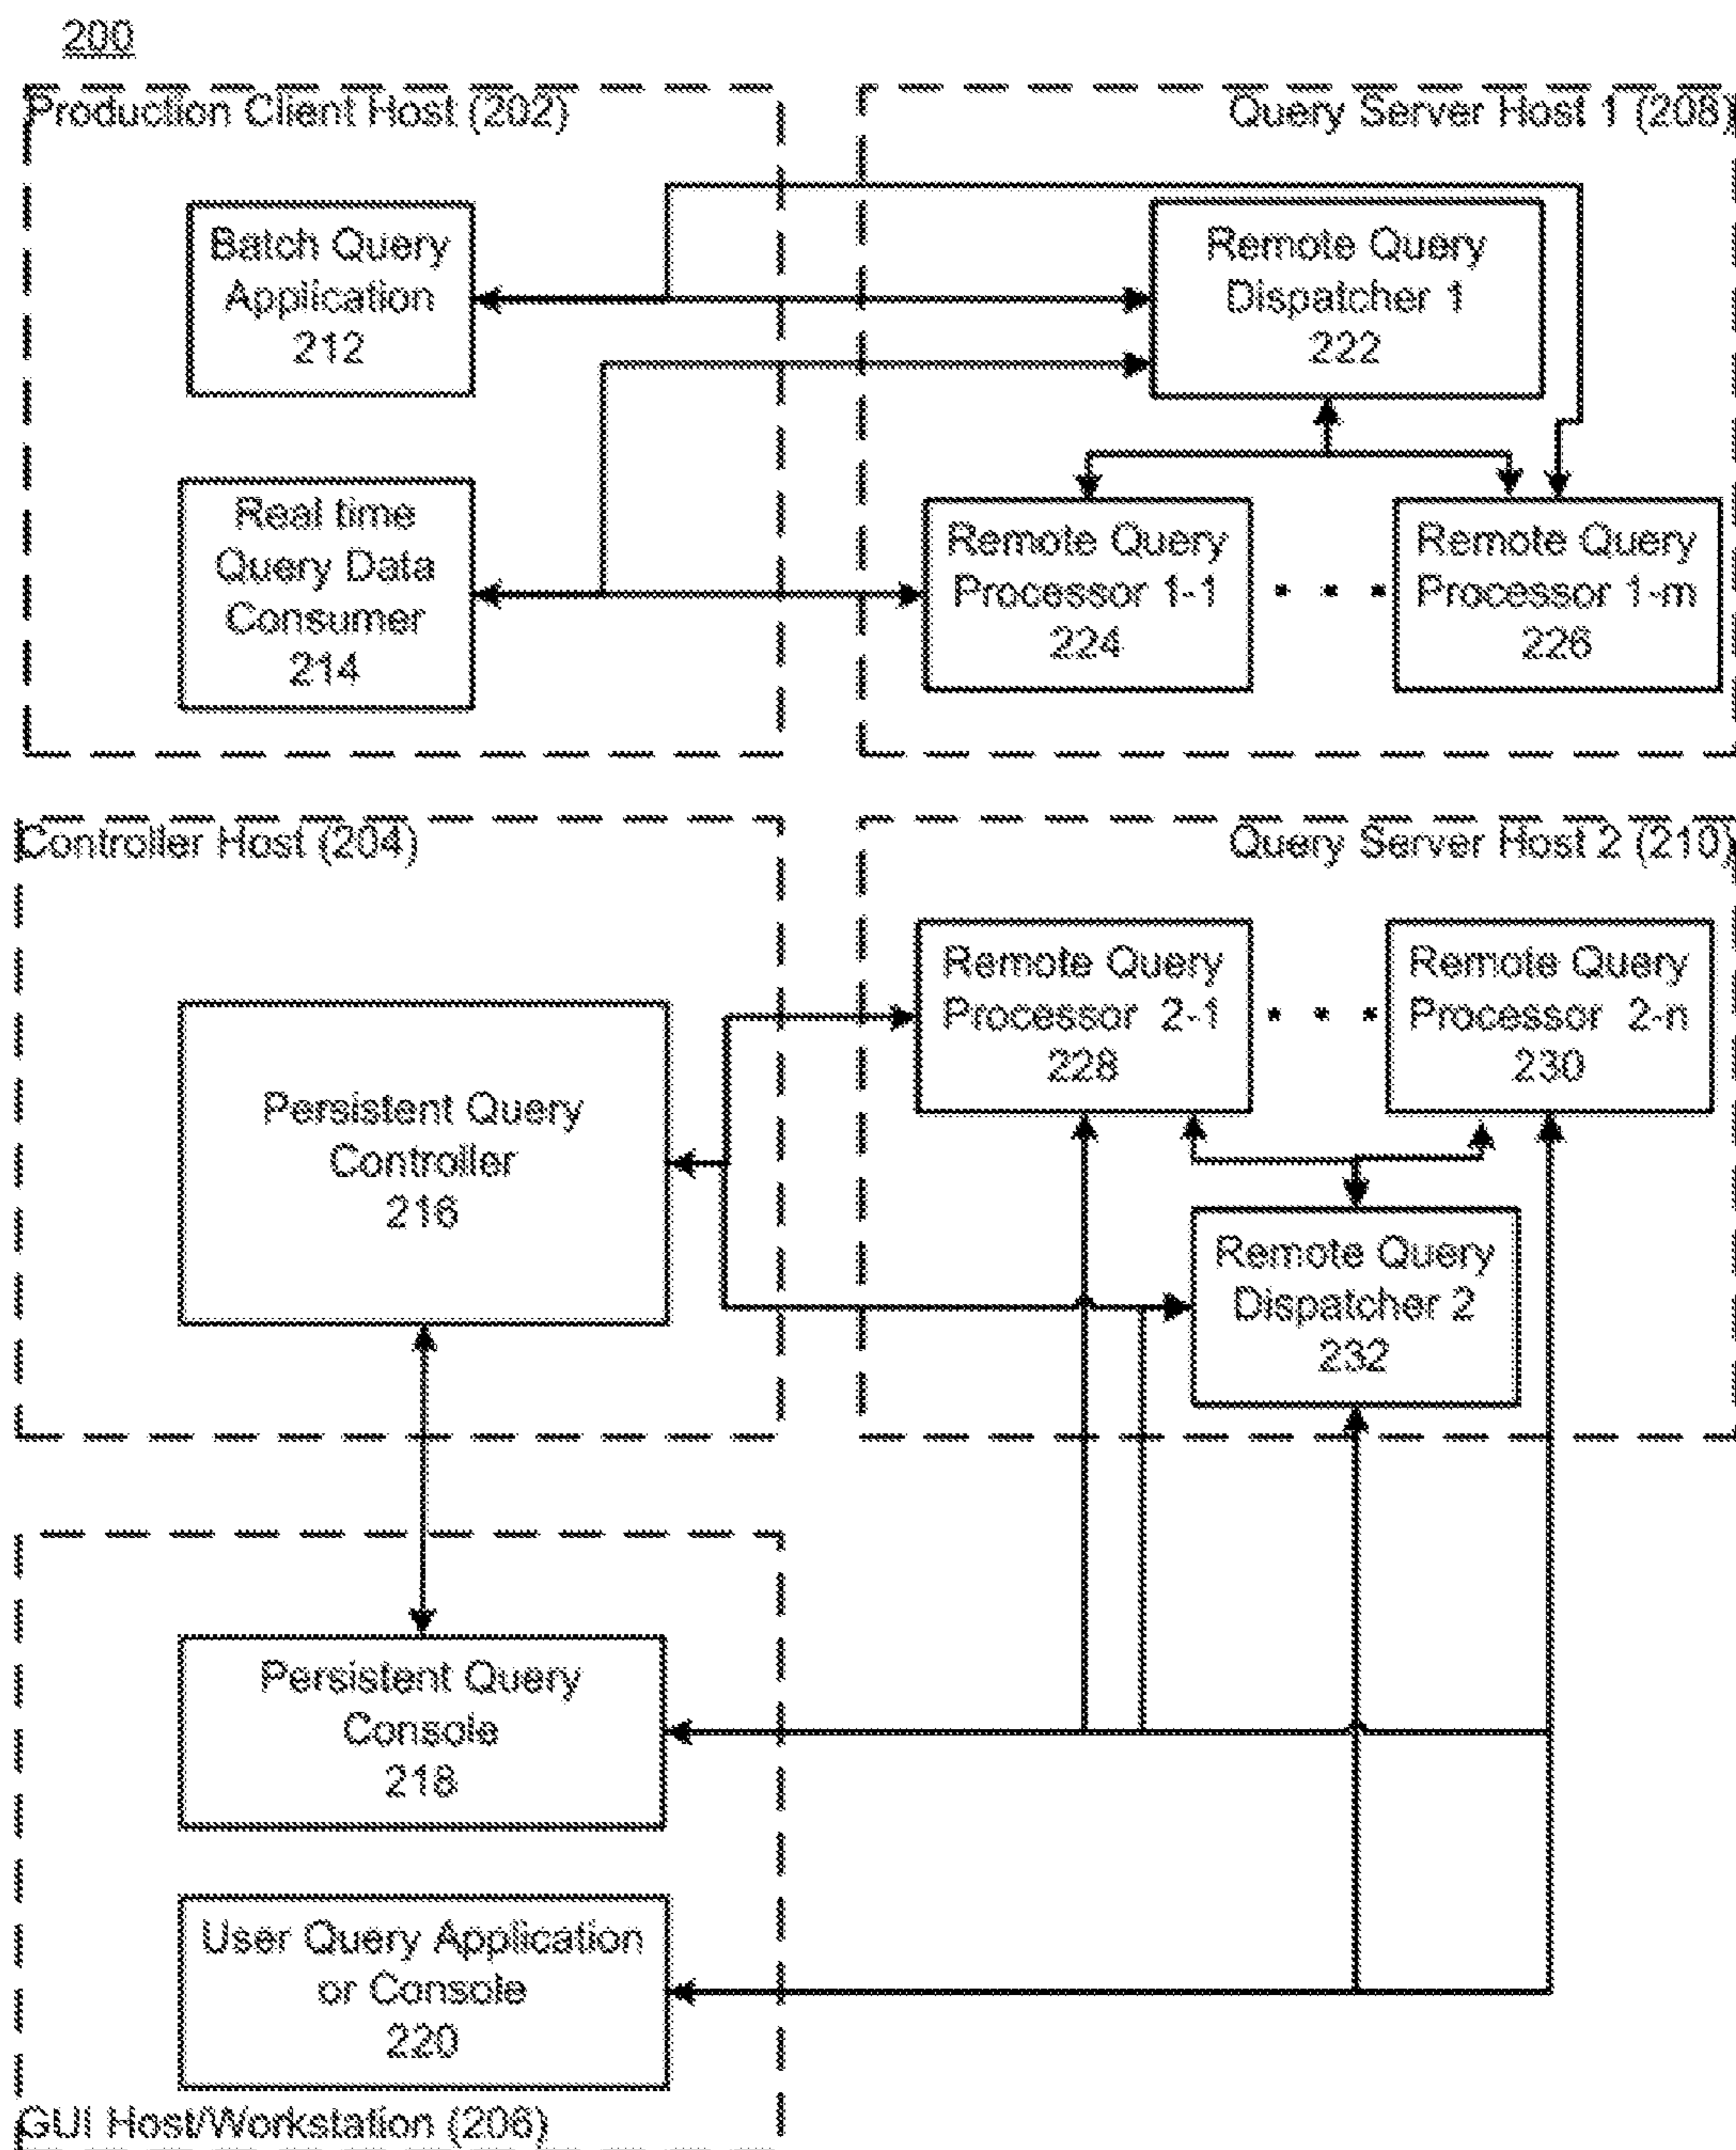 200
Production Client Host (202)
Query Server Host 1 (208)
Batch Query
Application
212
Remote Query
Dispatcher 1
222
Real time
Query Data
Consumer
214
Remote Query
Processor 1-1
224
Remote Query
Processor 1-m
226
Controller Host (204)
Query Server Host 2 (210)
Remote Query
Processor 2-1
228
Remote Query
Processor 2-n
230
Persistent Query
Controller
216
Remote Query
Dispatcher 2
232
Persistent Query
Console
218
User Query Application
or Console
220
GUI Host/Workstation (206)